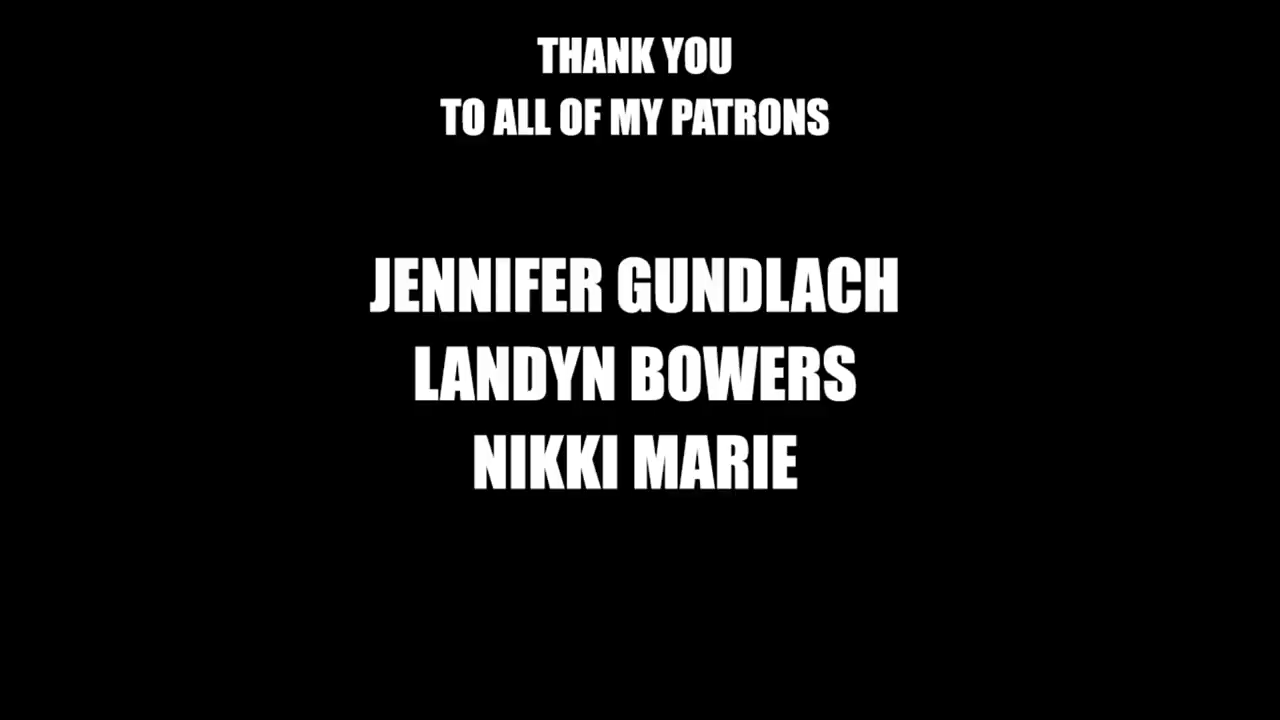 THANK YOU
TO ALL OF MY PATRONS
JENNIFER GUNDLACH
LANDYN BOWERS
NIKKI MARIE